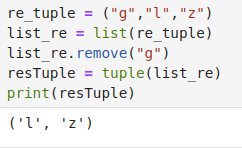 re_tuple = ("g","l","z")
list_re = list(re_tuple)
list_re.remove("g")
resTuple = tuple(list_re)
print(resTuple)
('l', 'z')